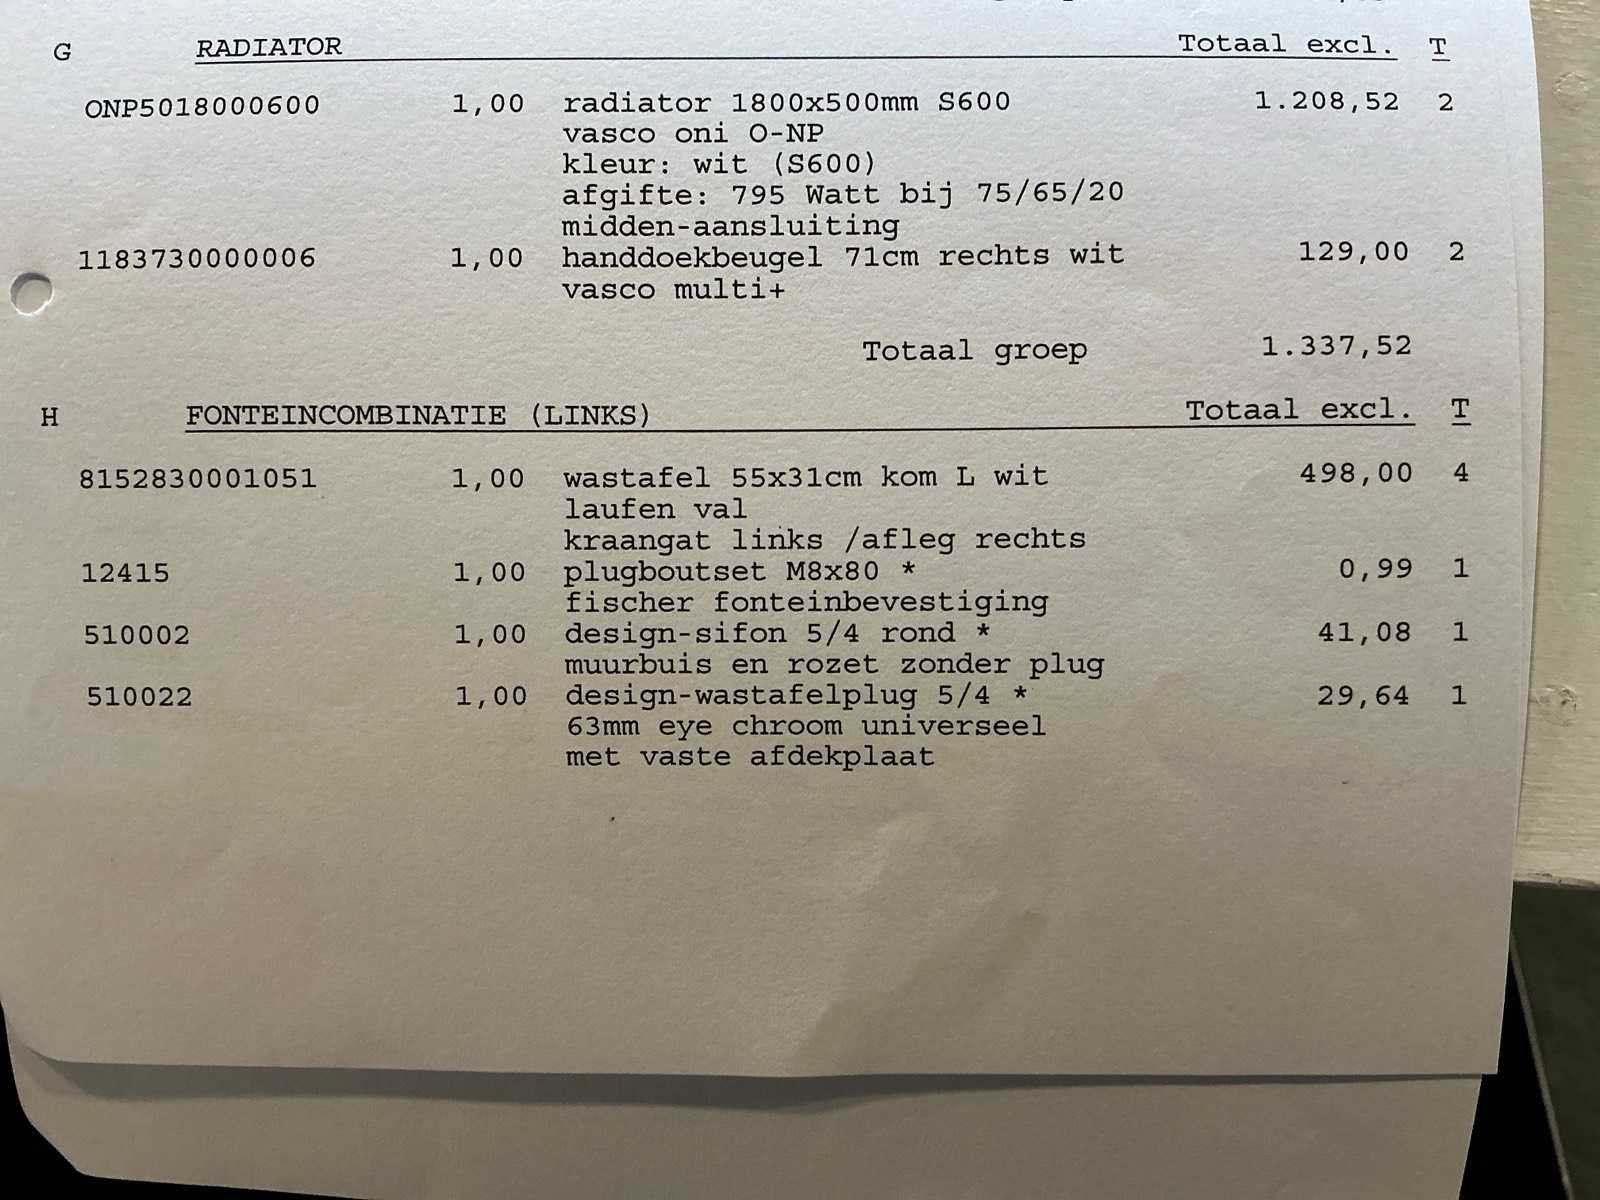 G RADIATOR Totaal excl. T
ONP5018000600 1,00 radiator 1800x500mm S600 1.208,52 2
vasco oni O-NP
kleur: wit (S600)
afgifte: 795 Watt bij 75/65/20
midden-aansluiting
1183730000006 1,00 handdoekbeugel 71cm rechts wit 129,00 2
vasco multi+
Totaal groep 1.337,52
H FONTEINCOMBINATIE (LINKS) Totaal excl. T
8152830001051 1,00 wastafel 55x31cm kom L wit 498,00 4
laufen val
kraangat links /afleg rechts
12415 1,00 plugboutset M8x80 * 0,99 1
fischer fonteinbevestiging
510002 1,00 design-sifon 5/4 rond * 41,08 1
muurbuis en rozet zonder plug
510022 1,00 design-wastafelplug 5/4 * 29,64 1
63mm eye chroom universeel
met vaste afdekplaat